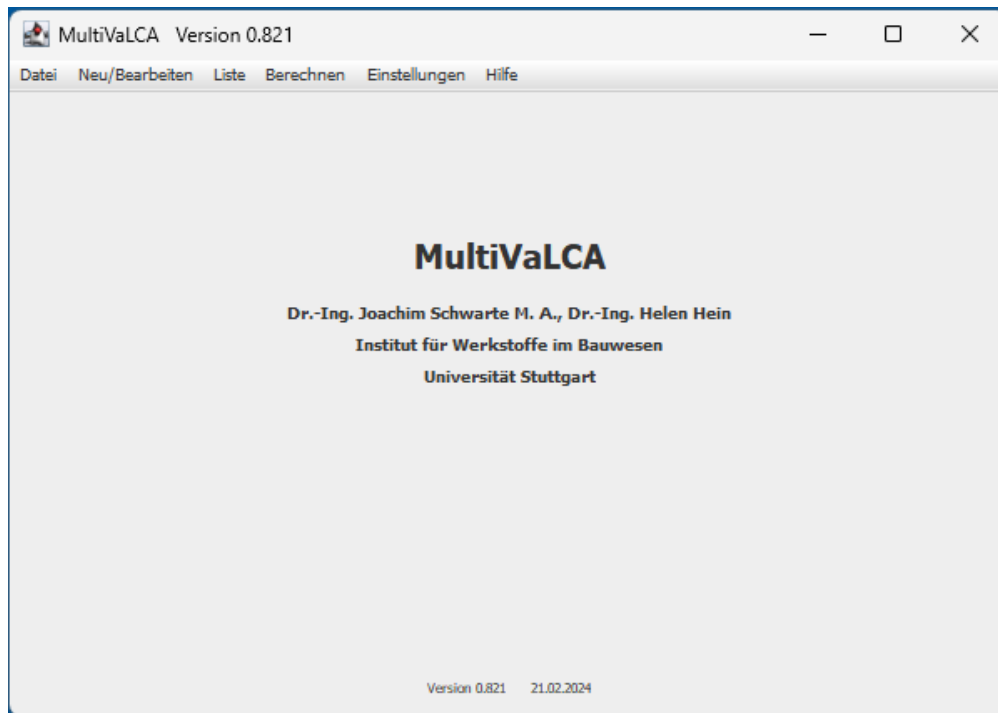 MultiVaLCA Version 0.821
Datei Neu/Bearbeiten Liste Berechnen Einstellungen Hilfe
MultiVaLCA
Dr.-Ing. Joachim Schwarte M. A., Dr.-Ing. Helen Hein
Institut für Werkstoffe im Bauwesen
Universität Stuttgart
Version 0.821 21.02.2024